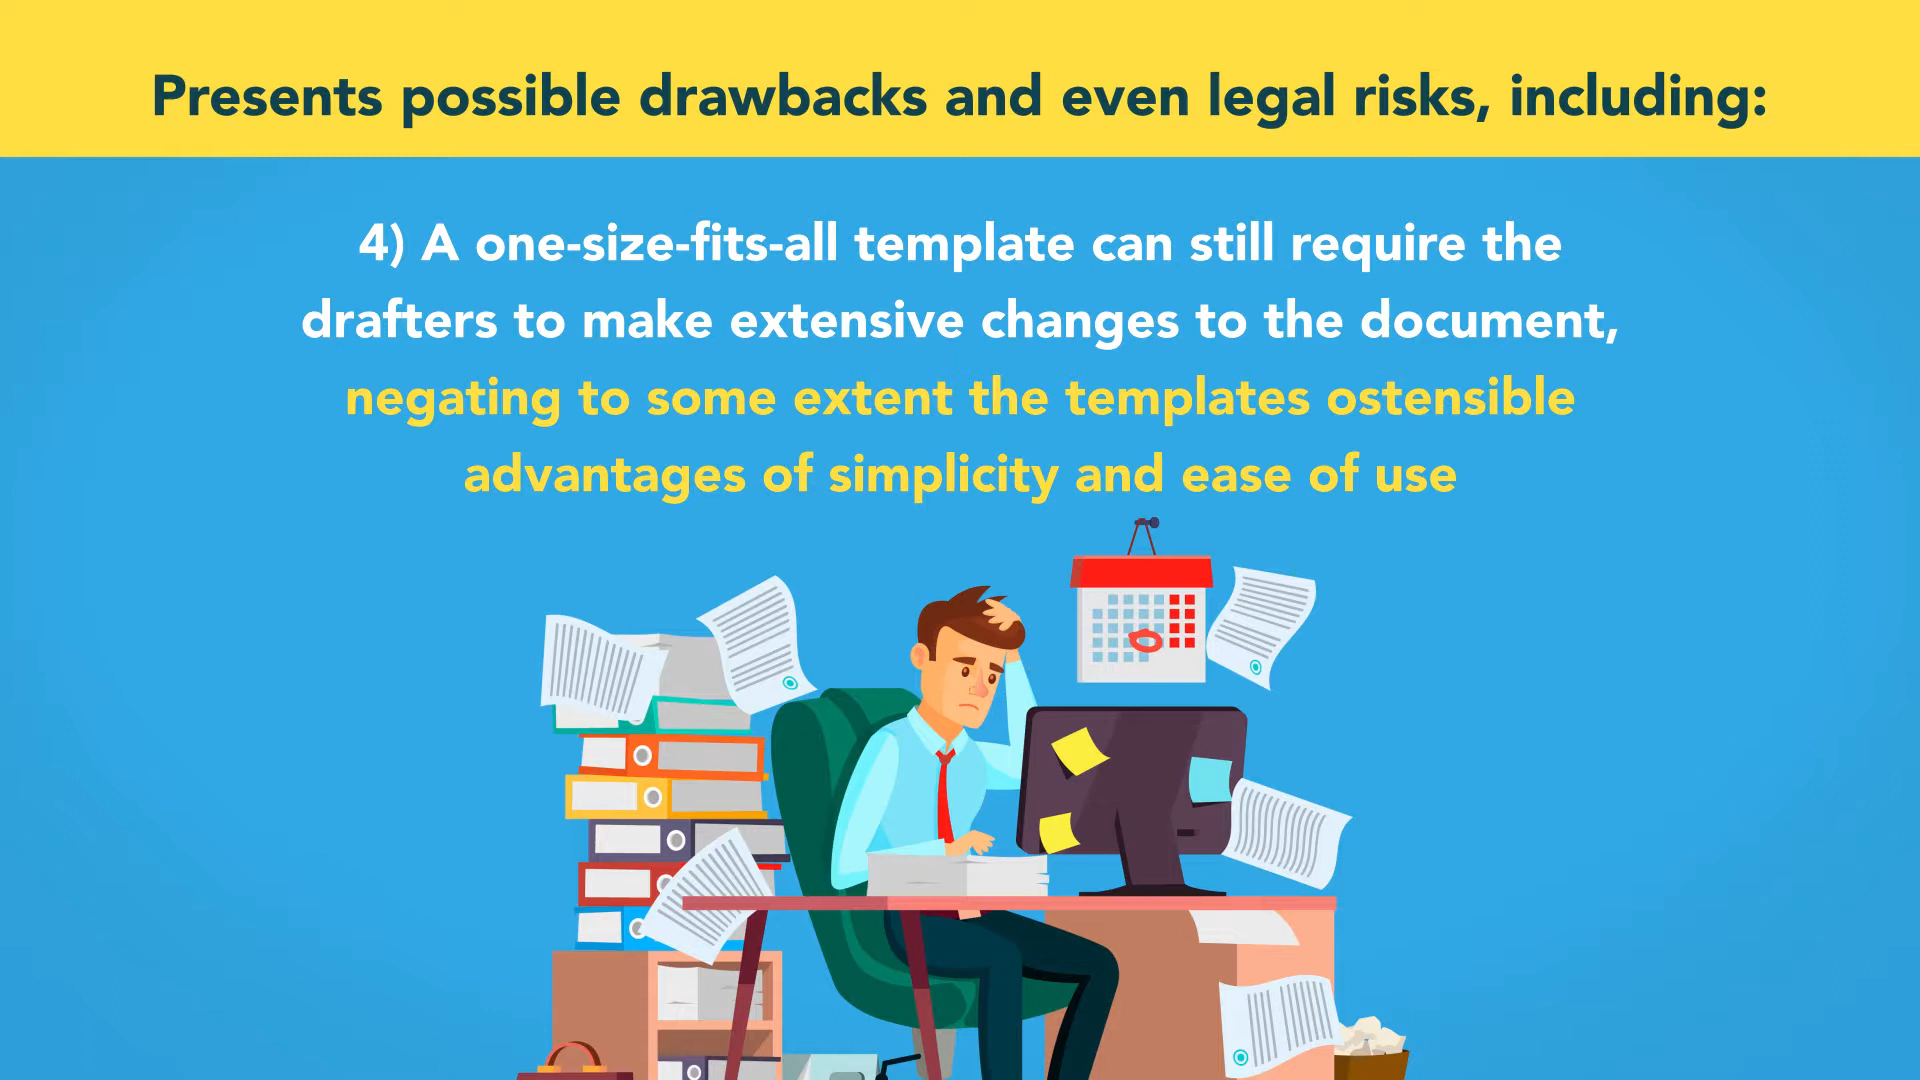 Presents possible drawbacks and even legal risks, including:
4) A one-size-fits-all template can still require the
drafters to make extensive changes to the document,
negating to some extent the templates ostensible
advantages of simplicity and ease of use